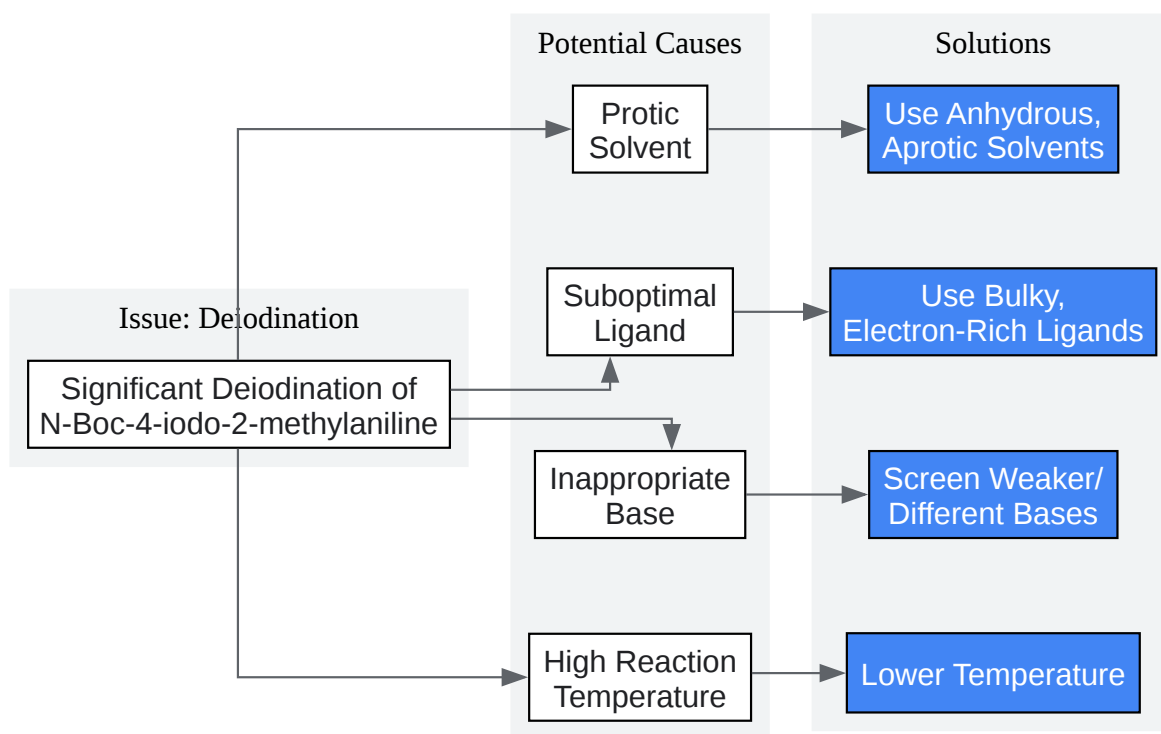 Potential Causes
Solutions
Protic
Solvent
Use Anhydrous,
Aprotic Solvents
Issue: Deiodination
Significant Deiodination of
N-Boc-4-iodo-2-methylaniline
Suboptimal
Ligand
Use Bulky,
Electron-Rich Ligands
Inappropriate
Base
Screen Weaker/
Different Bases
High Reaction
Temperature
Lower Temperature